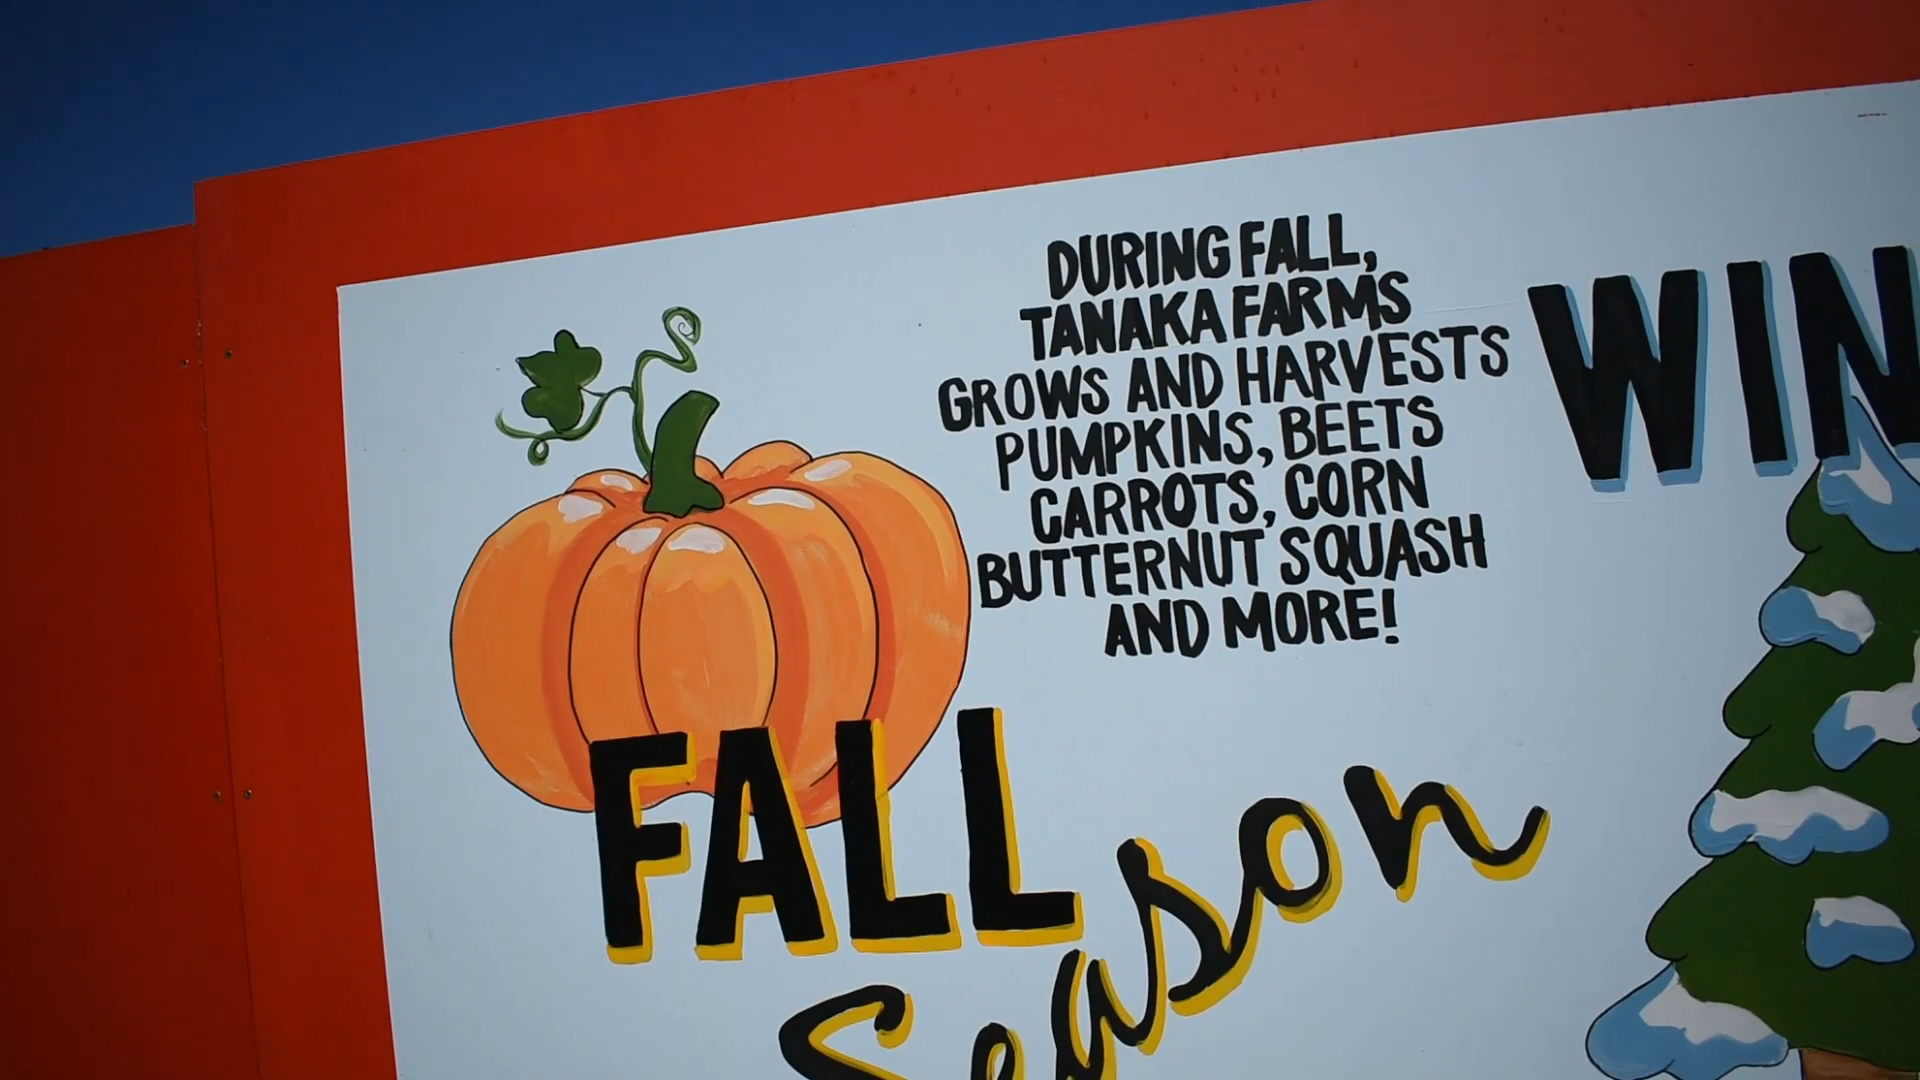 DURING FALL,
TANAKA FARMS
GROWS AND HARVESTS
PUMPKINS, BEETS
CARROTS, CORN
BUTTERNUT SQUASH
AND MORE!
FALL
Season
WIN